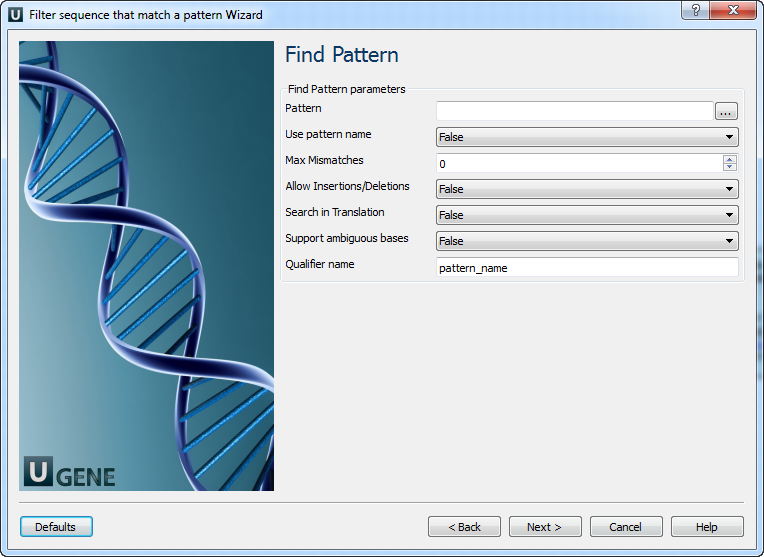 Filter sequence that match a pattern Wizard
Find Pattern
Find Pattern parameters
Pattern ...
Use pattern name False
Max Mismatches 0
Allow Insertions/Deletions False
Search in Translation False
Support ambiguous bases False
Qualifier name pattern_name
U GENE
Defaults < Back Next > Cancel Help